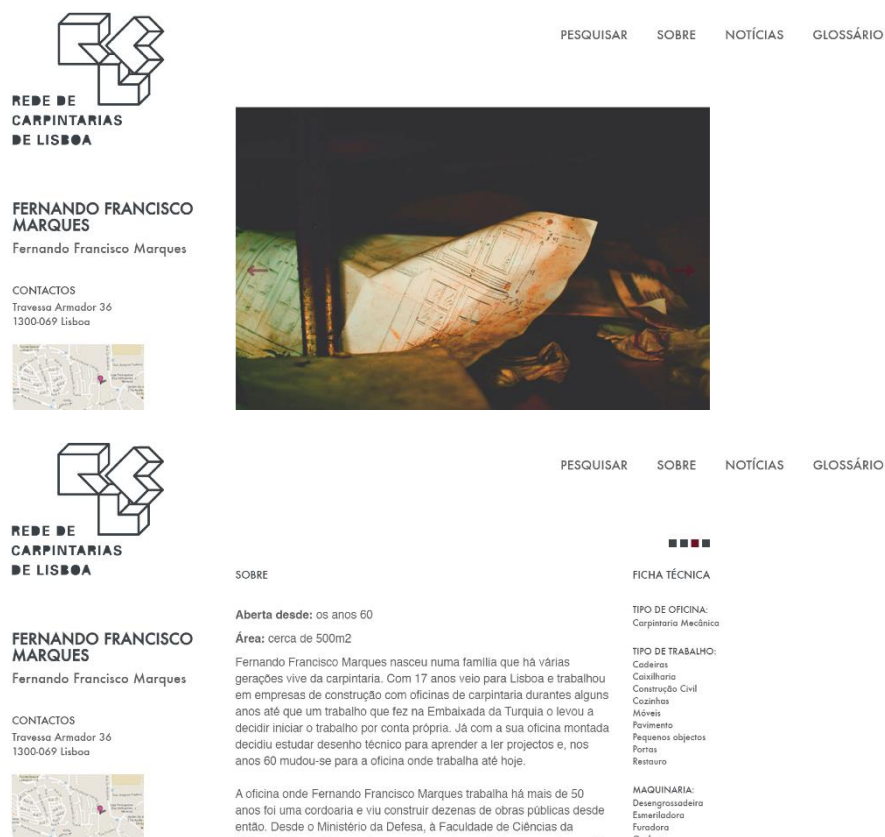 PESQUISAR SOBRE NOTÍCIAS GLOSSÁRIO
REDE DE
CARPINTARIAS
DE LISBOA
FERNANDO FRANCISCO
MARQUES
Fernando Francisco Marques
CONTACTOS
Travessa Armador 36
1300-069 Lisboa
PESQUISAR SOBRE NOTÍCIAS GLOSSÁRIO
REDE DE
CARPINTARIAS
DE LISBOA
FERNANDO FRANCISCO
MARQUES
Fernando Francisco Marques
CONTACTOS
Travessa Armador 36
1300-069 Lisboa
SOBRE
Aberta desde: os anos 60
Área: cerca de 500m2
Fernando Francisco Marques nasceu numa família que há várias
gerações vive da carpintaria. Com 17 anos veio para Lisboa e trabalhou
em empresas de construção com oficinas de carpintaria durantes alguns
anos até que um trabalho que fez na Embaixada da Turquia o levou a
decidir iniciar o trabalho por conta própria. Já com a sua oficina montada
decidiu estudar desenho técnico para aprender a ler projectos e, nos
anos 60 mudou-se para a oficina onde trabalha até hoje.
A oficina onde Fernando Francisco Marques trabalha há mais de 50
anos foi uma cordoaria e viu construir dezenas de obras públicas desde
então. Desde o Ministério da Defesa, à Faculdade de Ciências da
FICHA TÉCNICA
TIPO DE OFICINA:
Carpintaria Mecânica
TIPO DE TRABALHO:
Cadeiras
Caixilharia
Construção Civil
Cozinhas
Móveis
Pavimento
Pequenos objectos
Portas
Restauro
MAQUINARIA:
Desengrossadeira
Esmeriladora
Furadora